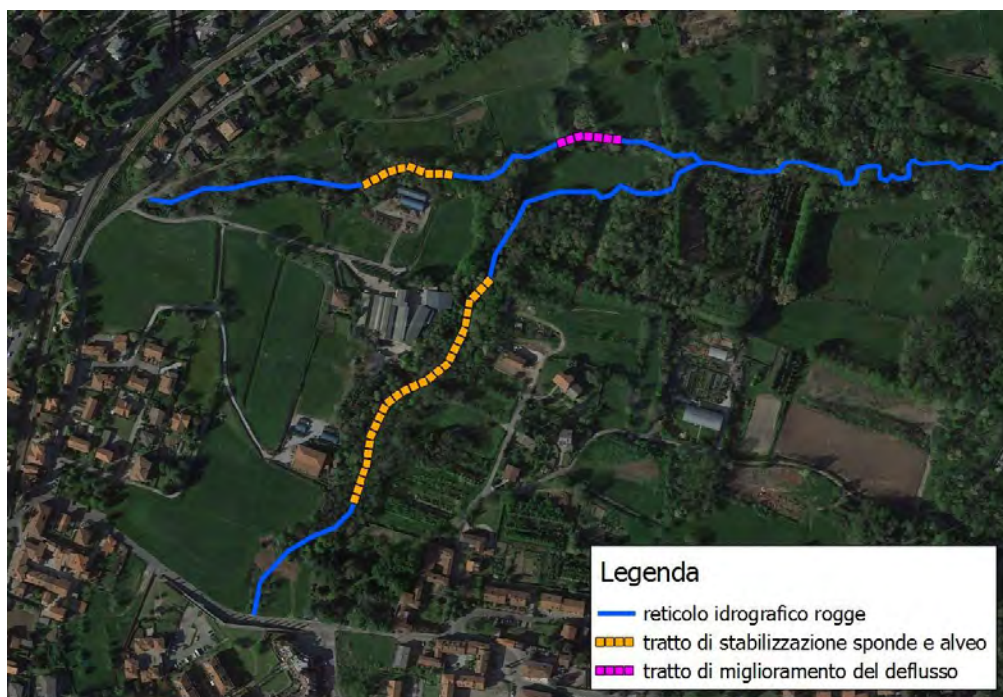 Legenda
reticolo idrografico rogge
tratto di stabilizzazione sponde e alveo
tratto di miglioramento del deflusso